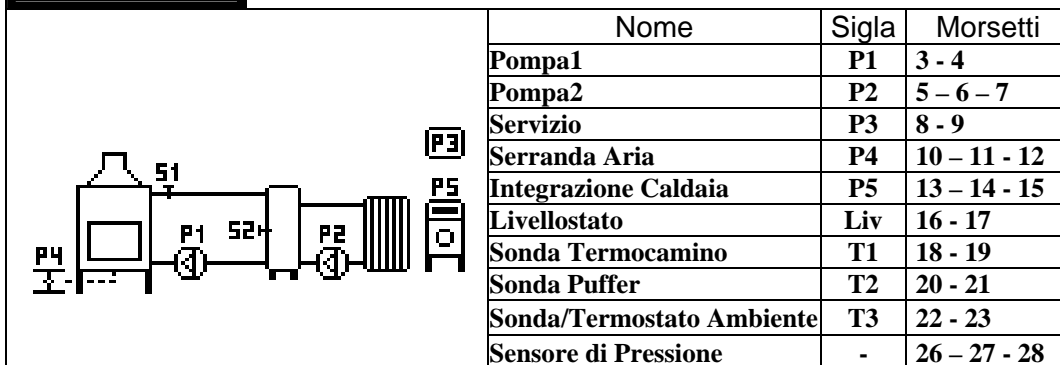 Nome Sigla Morsetti
Pompa1 P1 3 - 4
Pompa2 P2 5 – 6 – 7
Servizio P3 8 - 9
Serranda Aria P4 10 – 11 - 12
Integrazione Caldaia P5 13 – 14 - 15
Livellostato Liv 16 - 17
Sonda Termocamino T1 18 - 19
Sonda Puffer T2 20 - 21
Sonda/Termostato Ambiente T3 22 - 23
Sensore di Pressione - 26 – 27 - 28
P3
S1
P5
P1
S2
P2
P4